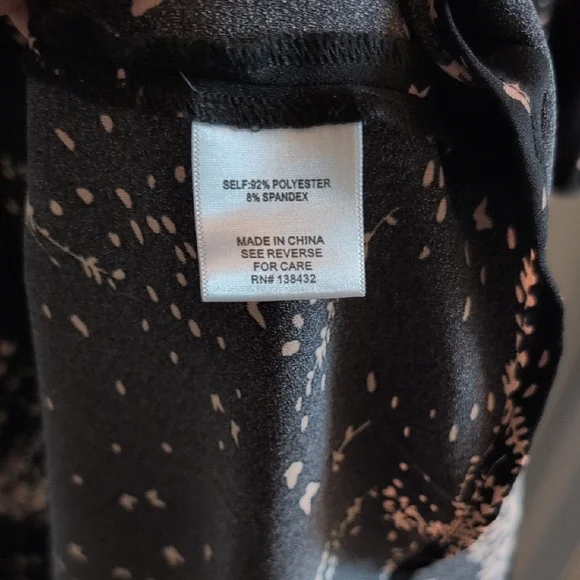 SELF:92% POLYESTER
8% SPANDEX
MADE IN CHINA
SEE REVERSE
FOR CARE
RN# 138432